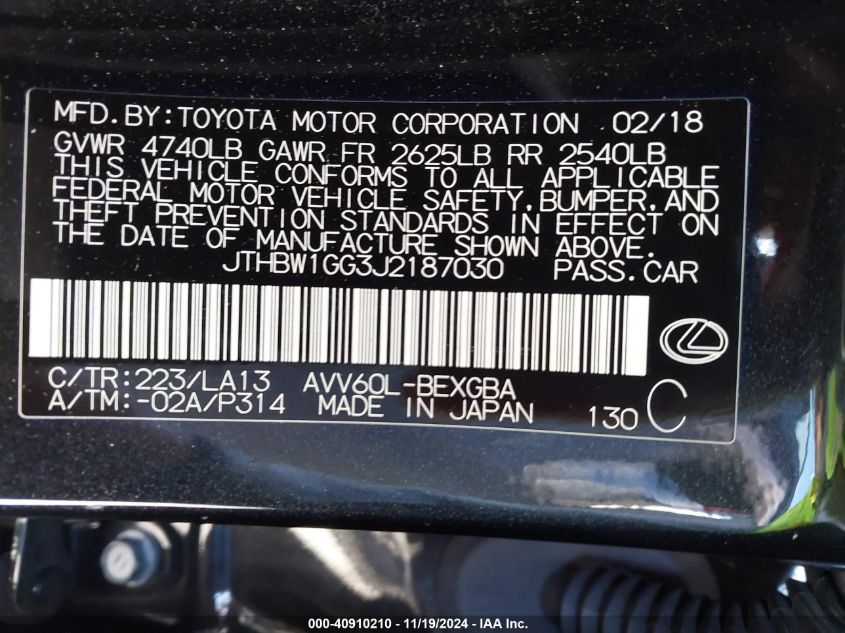 MFD.BY:TOYOTA MOTOR CORPORATION 02/18
GVWR 4740LB GAWR FR 2625LB RR 2540LB
THIS VEHICLE CONFORMS TO ALL APPLICABLE
FEDERAL MOTOR VEHICLE SAFETY,BUMPER,AND
THEFT PREVENTION STANDARDS IN EFFECT ON
THE DATE OF MANUFACTURE SHOWN ABOVE.
JTHBW1GG3J2187030 PASS.CAR
C/TR:223/LA13 AVV60L-BEXGBA
A/TM:-02A/P314 MADE IN JAPAN 130 C
000-40910210 - 11/19/2024 - IAA Inc.